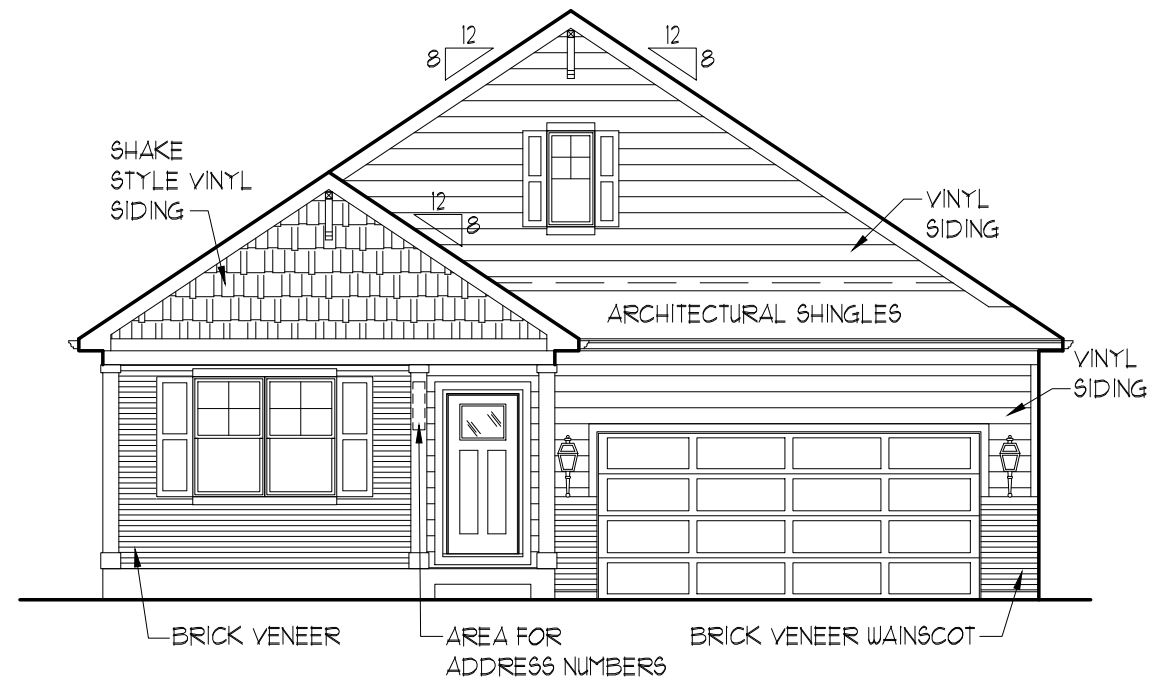 12
8
12
8
SHAKE
STYLE VINYL
SIDING
12
8
VINYL
SIDING
ARCHITECTURAL SHINGLES
VINYL
SIDING
BRICK VENEER
AREA FOR
ADDRESS NUMBERS
BRICK VENEER WAINSCOT